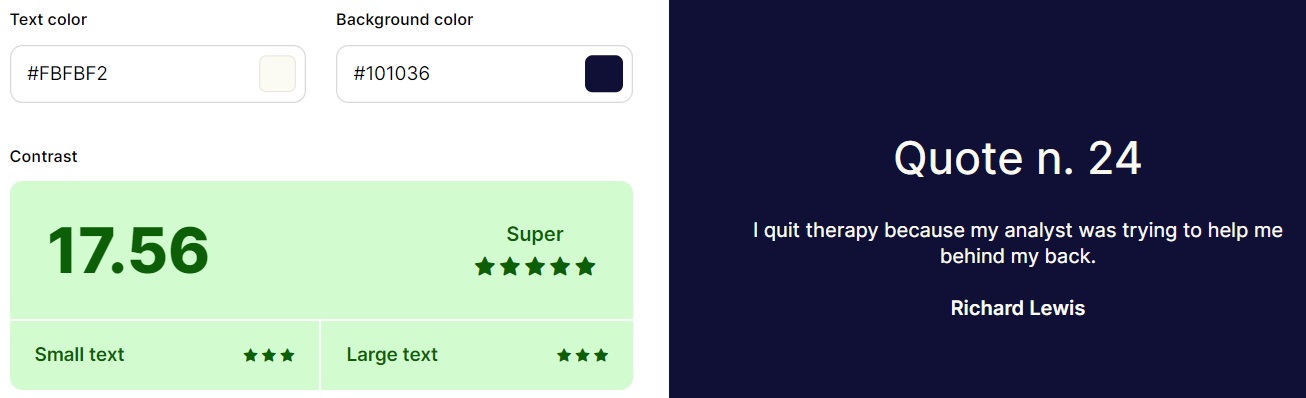 Text color
Background color
#FBFBF2
#101036
Contrast
17.56
Super
Small text
Large text
Quote n. 24
I quit therapy because my analyst was trying to help me
behind my back.
Richard Lewis